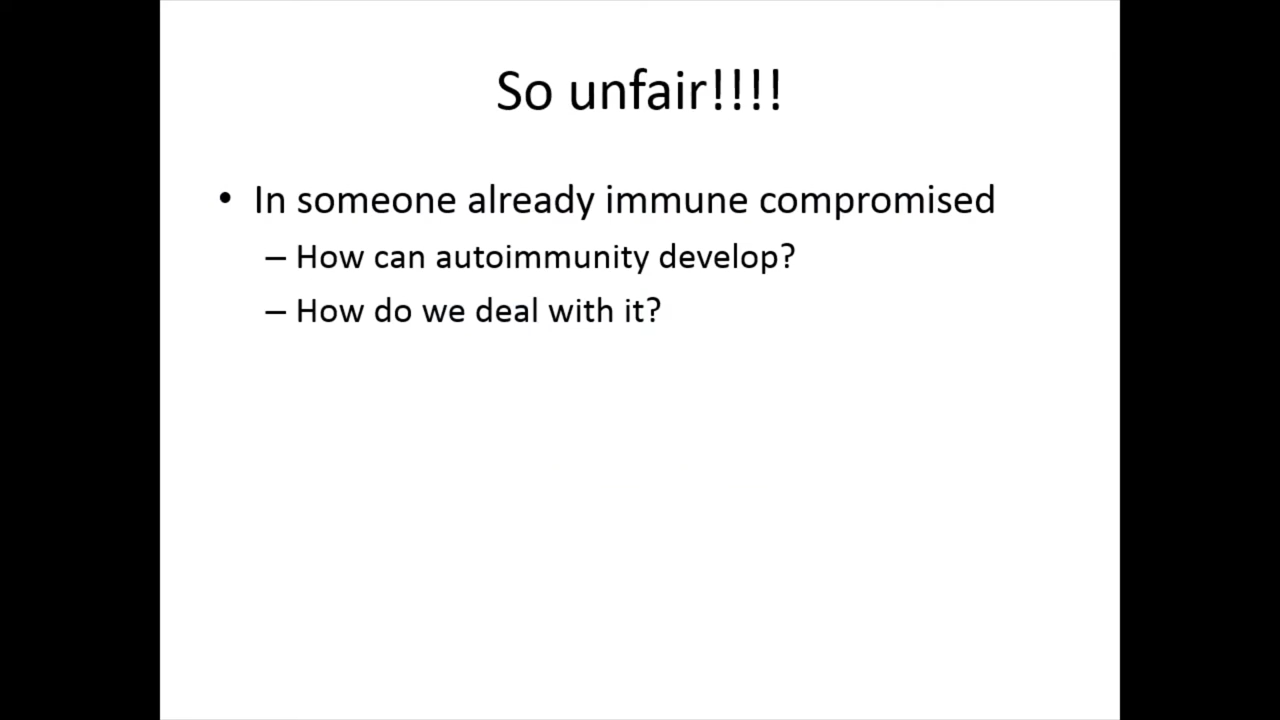 So unfair!!!!
• In someone already immune compromised
– How can autoimmunity develop?
– How do we deal with it?